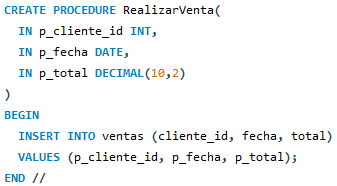 CREATE PROCEDURE RealizarVenta(
  IN p_cliente_id INT,
  IN p_fecha DATE,
  IN p_total DECIMAL(10,2)
)
BEGIN
  INSERT INTO ventas (cliente_id, fecha, total)
  VALUES (p_cliente_id, p_fecha, p_total);
END //